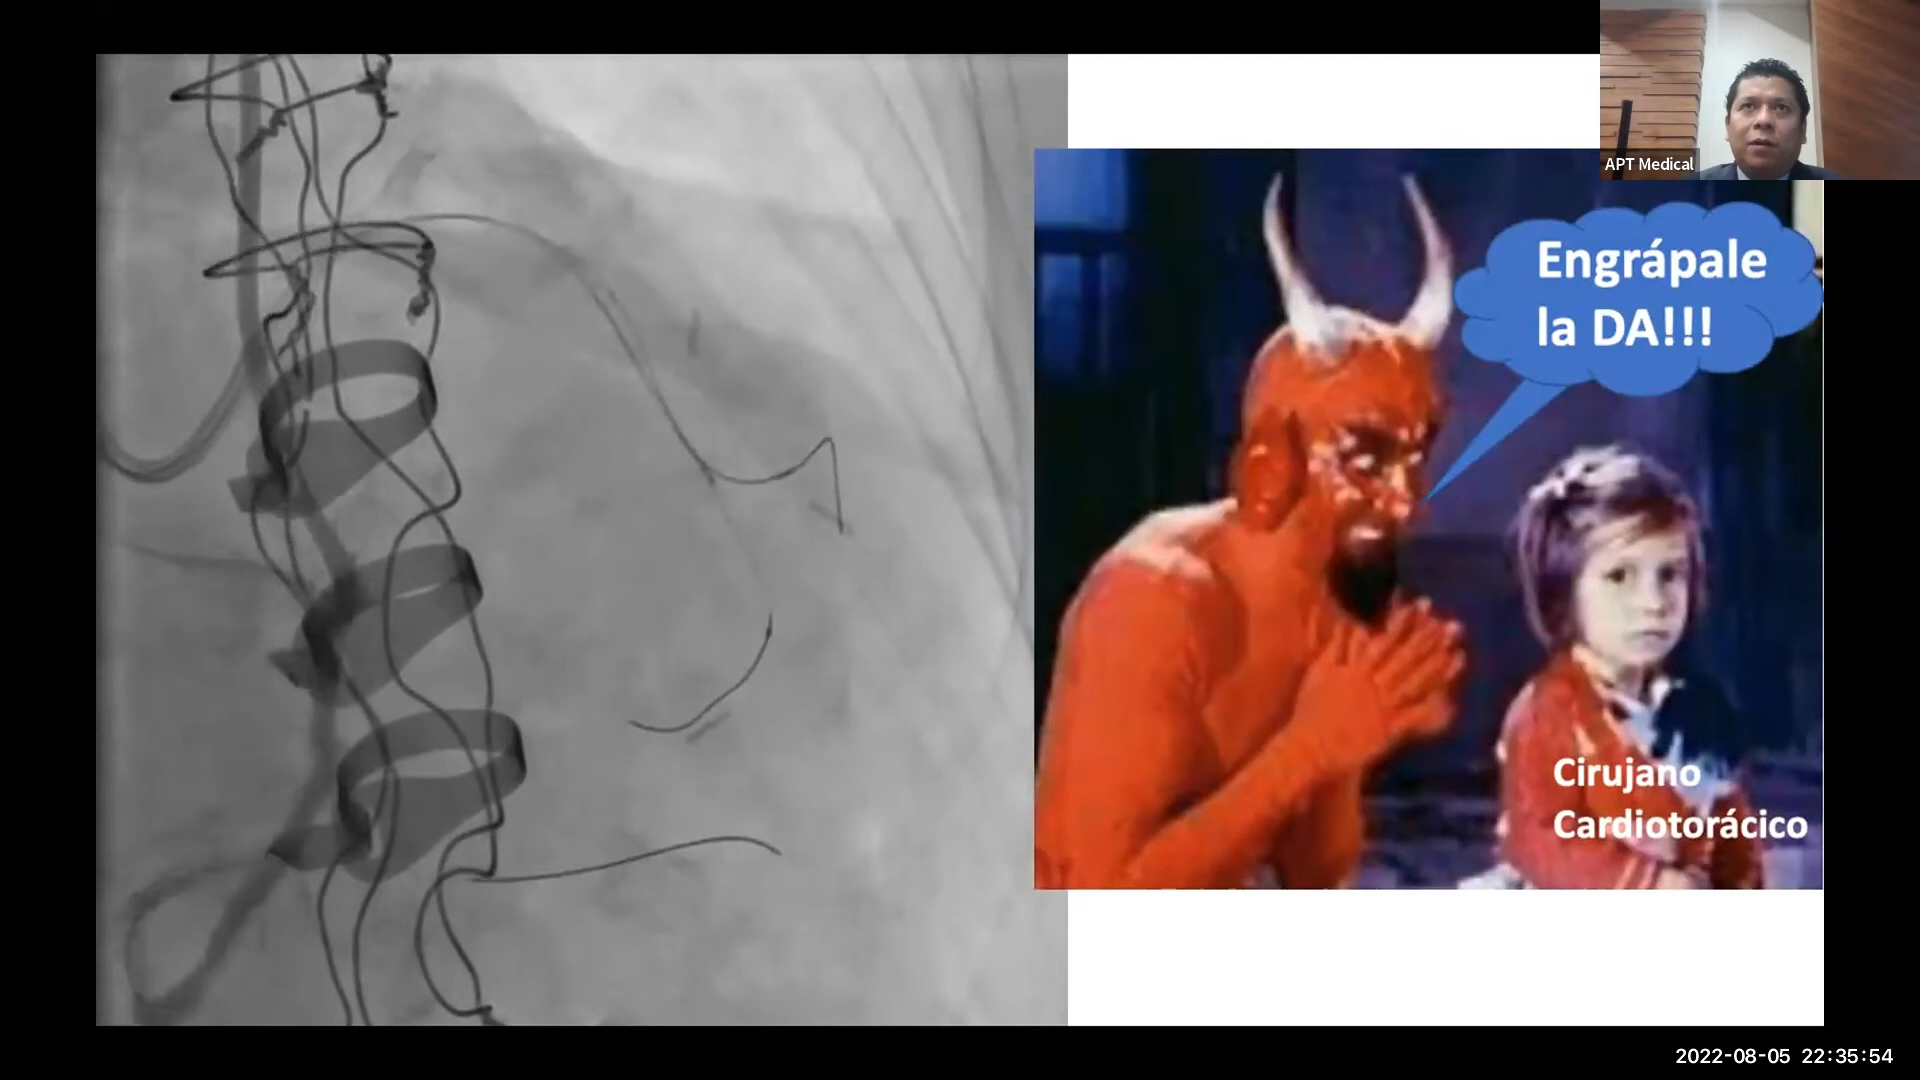 APT Medical
Engrápale
la DA!!!
Cirujano
Cardiotorácico
2022-08-05 22:35:54